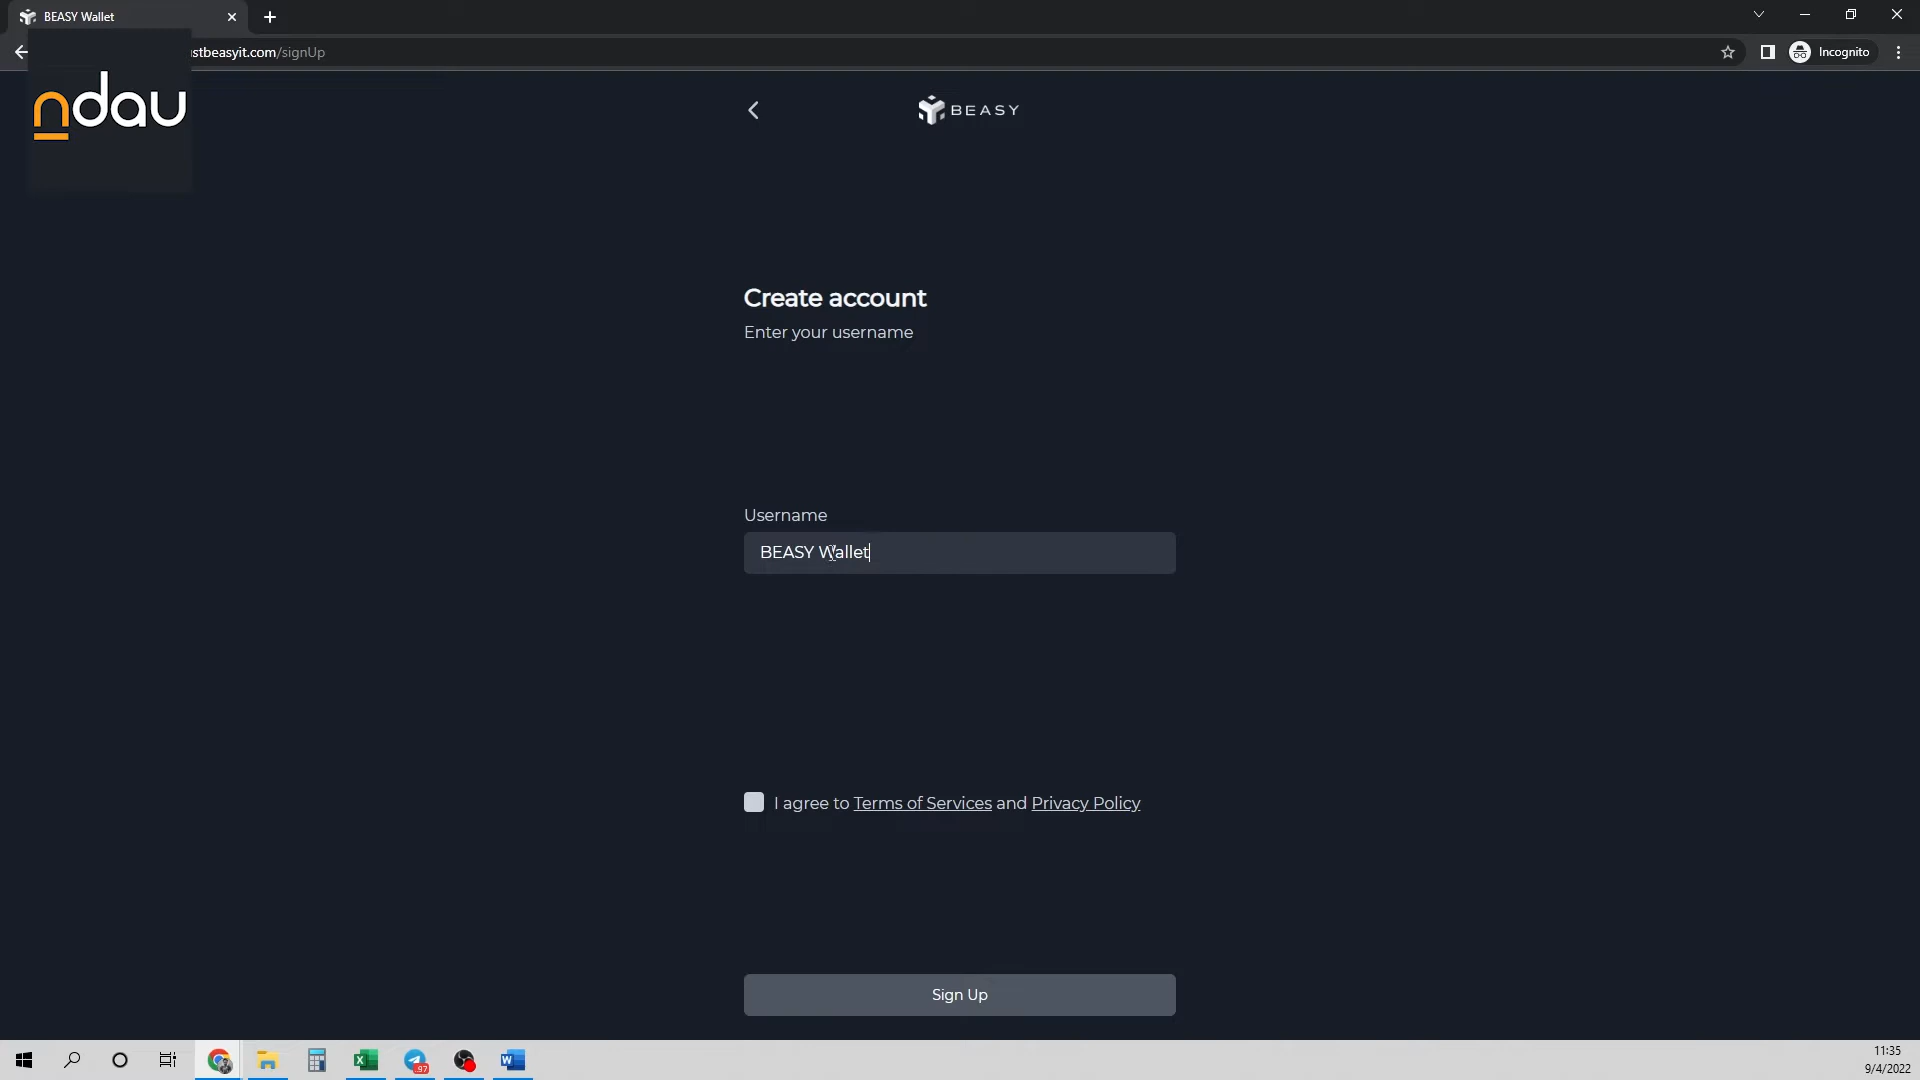 BEASY Wallet
stbeasyit.com/signUp
Incognito
ndau
BEASY
Create account
Enter your username
Username
BEASY Wallet
I agree to Terms of Services and Privacy Policy
Sign Up
97
11:35
9/4/2022